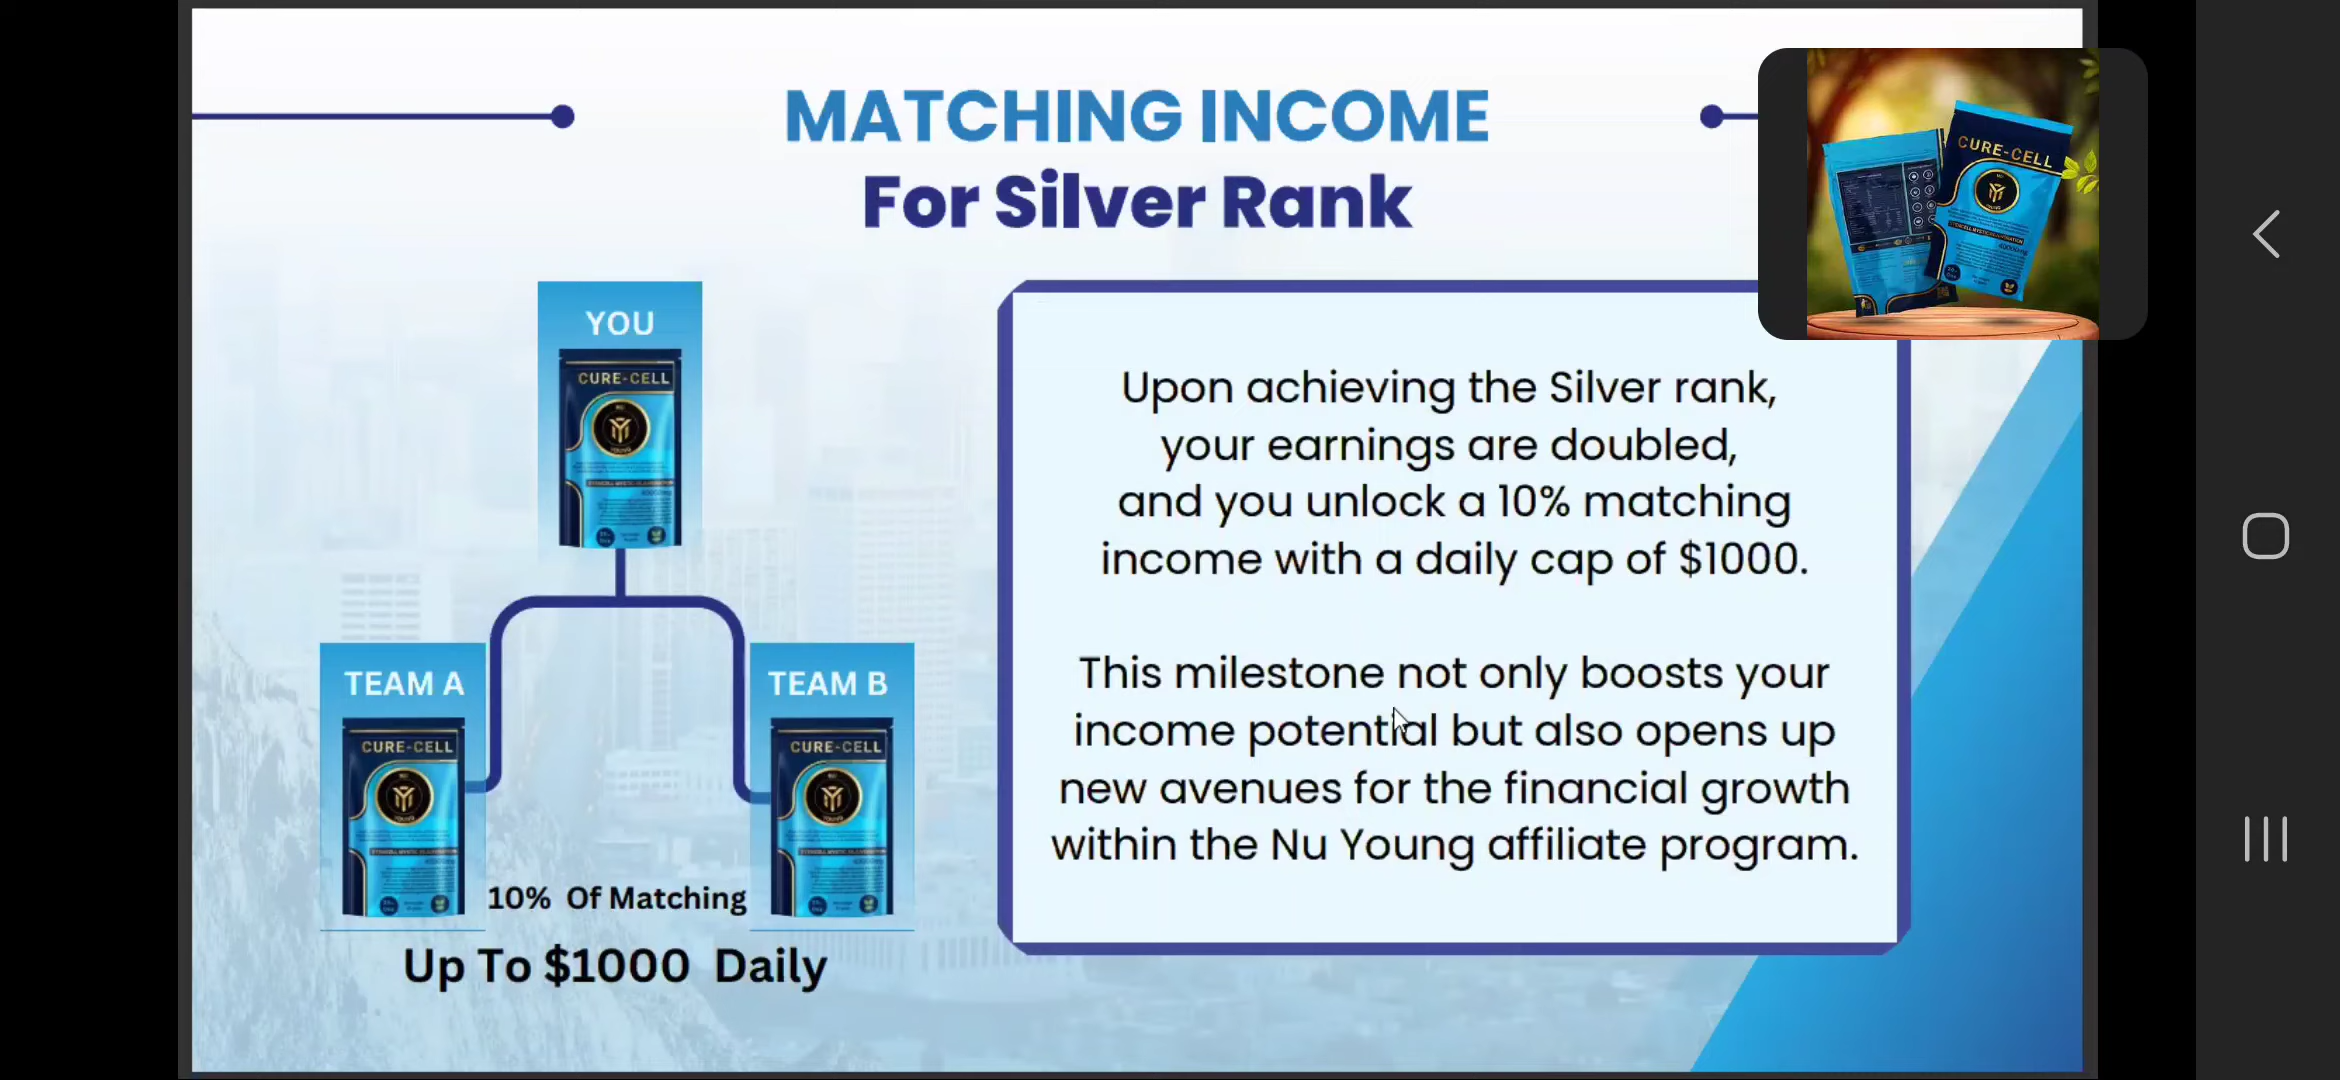 MATCHING INCOME
For Silver Rank
YOU
CURE-CELL
TEAM A
CURE-CELL
TEAM B
CURE-CELL
10% Of Matching
Up To $1000 Daily
Upon achieving the Silver rank,
your earnings are doubled,
and you unlock a 10% matching
income with a daily cap of $1000.
This milestone not only boosts your
income potential but also opens up
new avenues for the financial growth
within the Nu Young affiliate program.
CURE-CELL